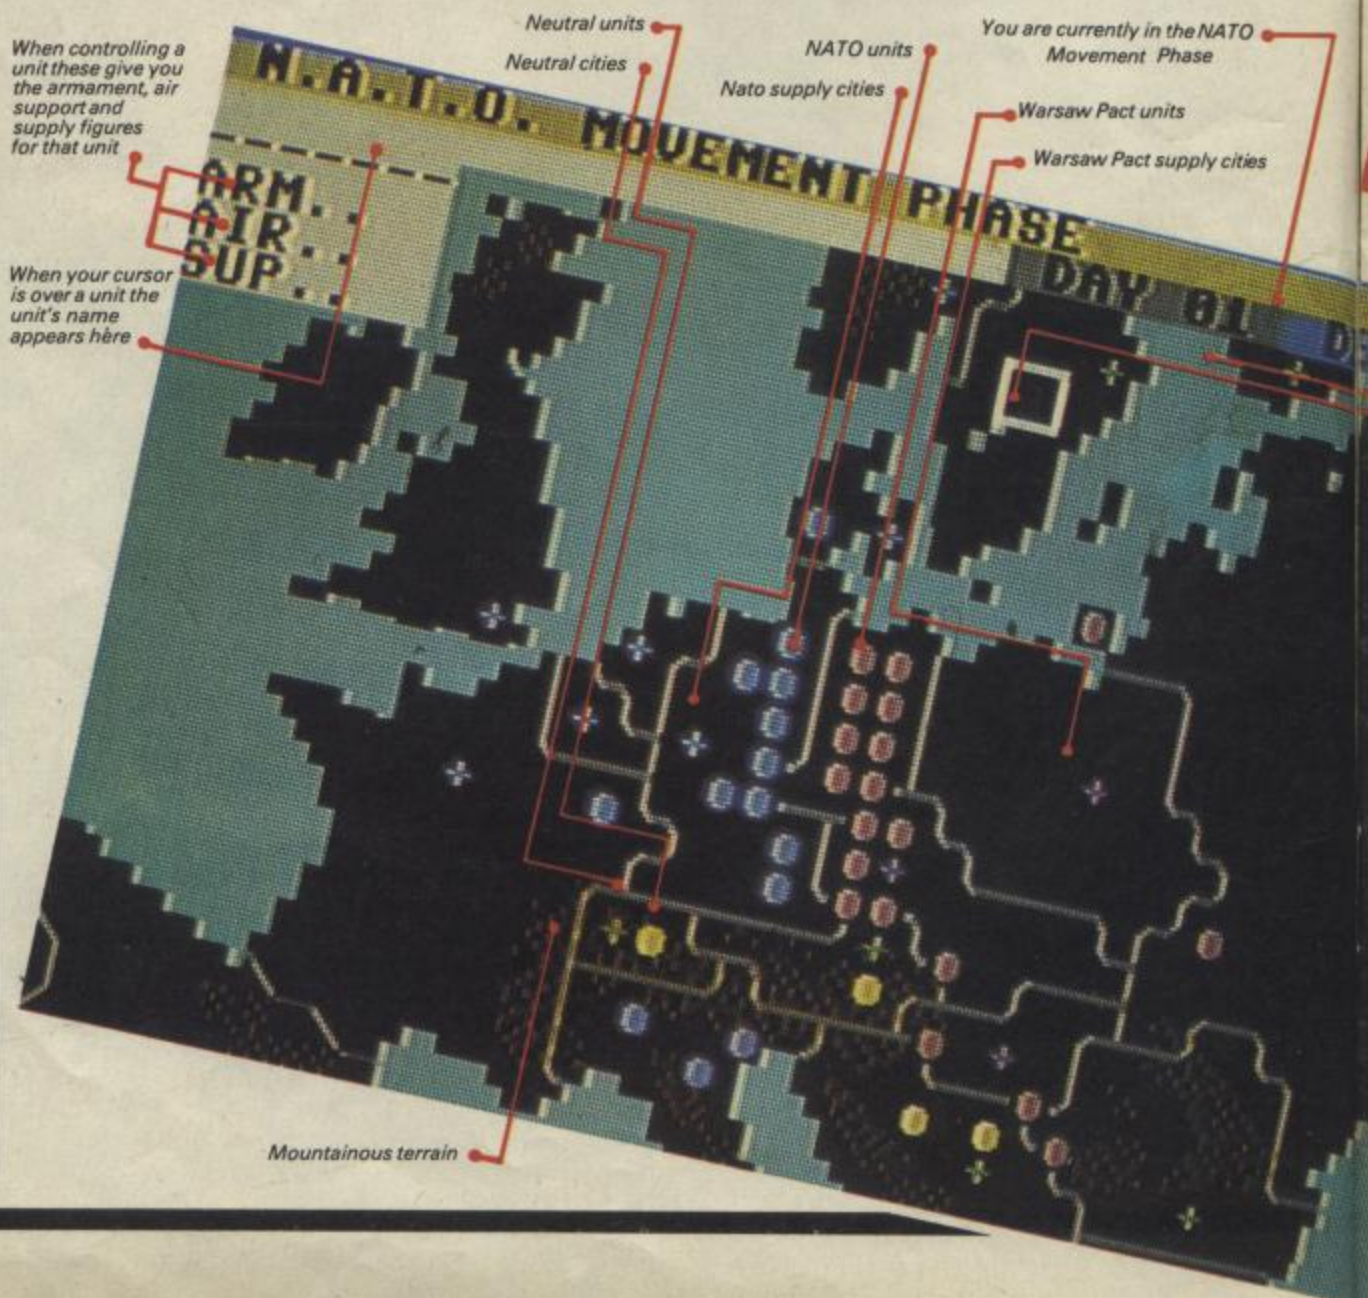 Neutral units
Neutral cities
NATO units
Nato supply cities
You are currently in the NATO
Movement Phase
Warsaw Pact units
Warsaw Pact supply cities
When controlling a
unit these give you
the armament, air
support and
supply figures
for that unit
When your cursor
is over a unit the
unit's name
appears here
N.A.T.O. MOVEMENT PHASE
DAY 01
ARM..
AIR..
SUP..
Mountainous terrain